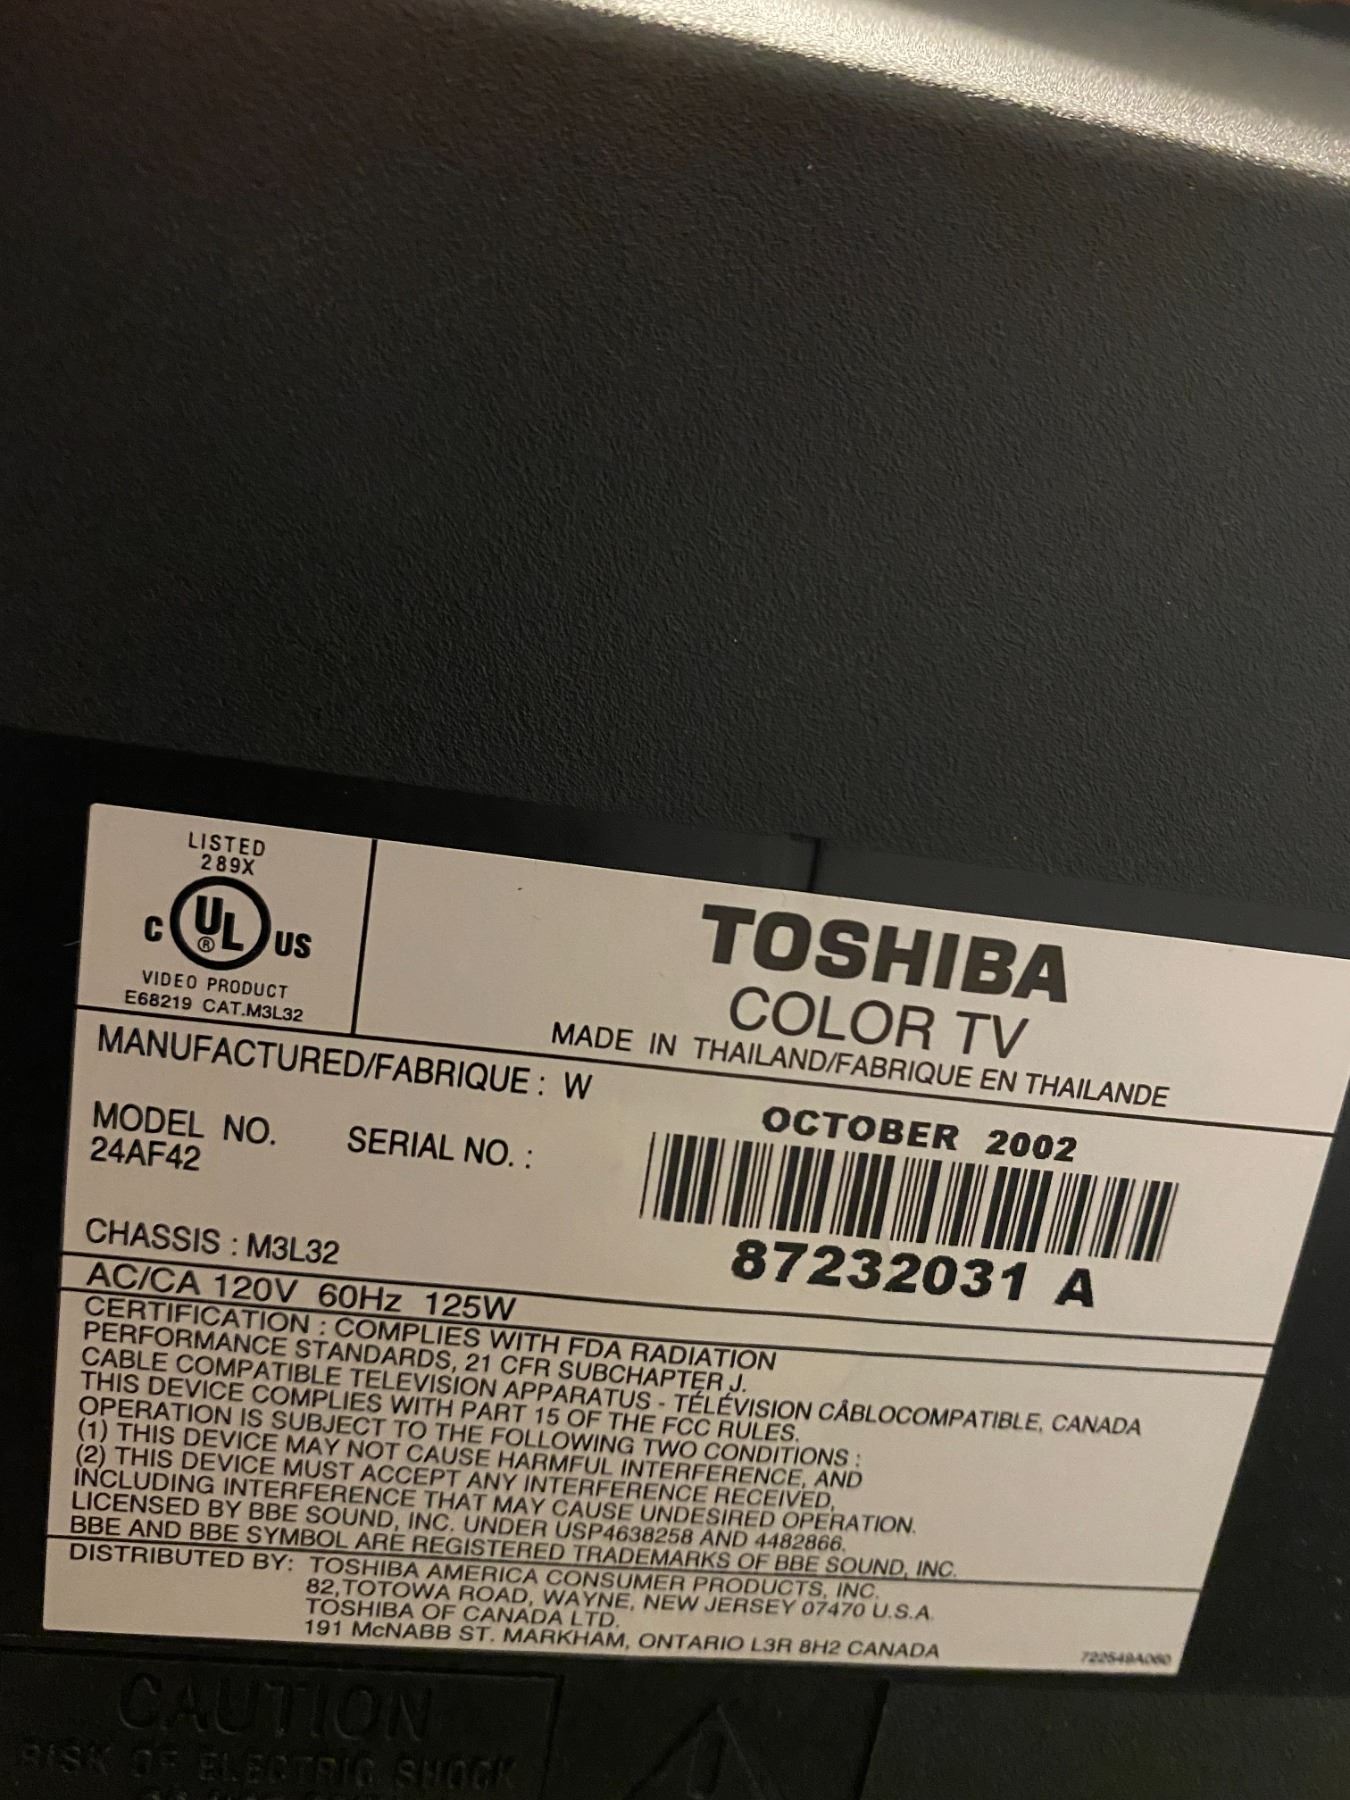 LISTED
289X
C UL® US
VIDEO PRODUCT
E68219 CAT.M3L32
TOSHIBA
COLOR TV
MADE IN THAILAND/FABRIQUE EN THAILANDE
MANUFACTURED/FABRIQUE : W
OCTOBER 2002
MODEL NO.
24AF42
SERIAL NO. :
87232031 A
CHASSIS : M3L32
AC/CA 120V 60Hz 125W
CERTIFICATION : COMPLIES WITH FDA RADIATION
PERFORMANCE STANDARDS, 21 CFR SUBCHAPTER J.
CABLE COMPATIBLE TELEVISION APPARATUS - TÉLÉVISION CÂBLOCOMPATIBLE, CANADA
THIS DEVICE COMPLIES WITH PART 15 OF THE FCC RULES.
OPERATION IS SUBJECT TO THE FOLLOWING TWO CONDITIONS :
(1) THIS DEVICE MAY NOT CAUSE HARMFUL INTERFERENCE, AND
(2) THIS DEVICE MUST ACCEPT ANY INTERFERENCE RECEIVED,
INCLUDING INTERFERENCE THAT MAY CAUSE UNDESIRED OPERATION.
LICENSED BY BBE SOUND, INC. UNDER USP4638258 AND 4482866.
BBE AND BBE SYMBOL ARE REGISTERED TRADEMARKS OF BBE SOUND, INC.
DISTRIBUTED BY: TOSHIBA AMERICA CONSUMER PRODUCTS, INC.
82, TOTOWA ROAD, WAYNE, NEW JERSEY 07470 U.S.A.
TOSHIBA OF CANADA LTD.
191 McNABB ST. MARKHAM, ONTARIO L3R 8H2 CANADA
722549A060
CAUTION
RISK OF ELECTRIC SHOCK